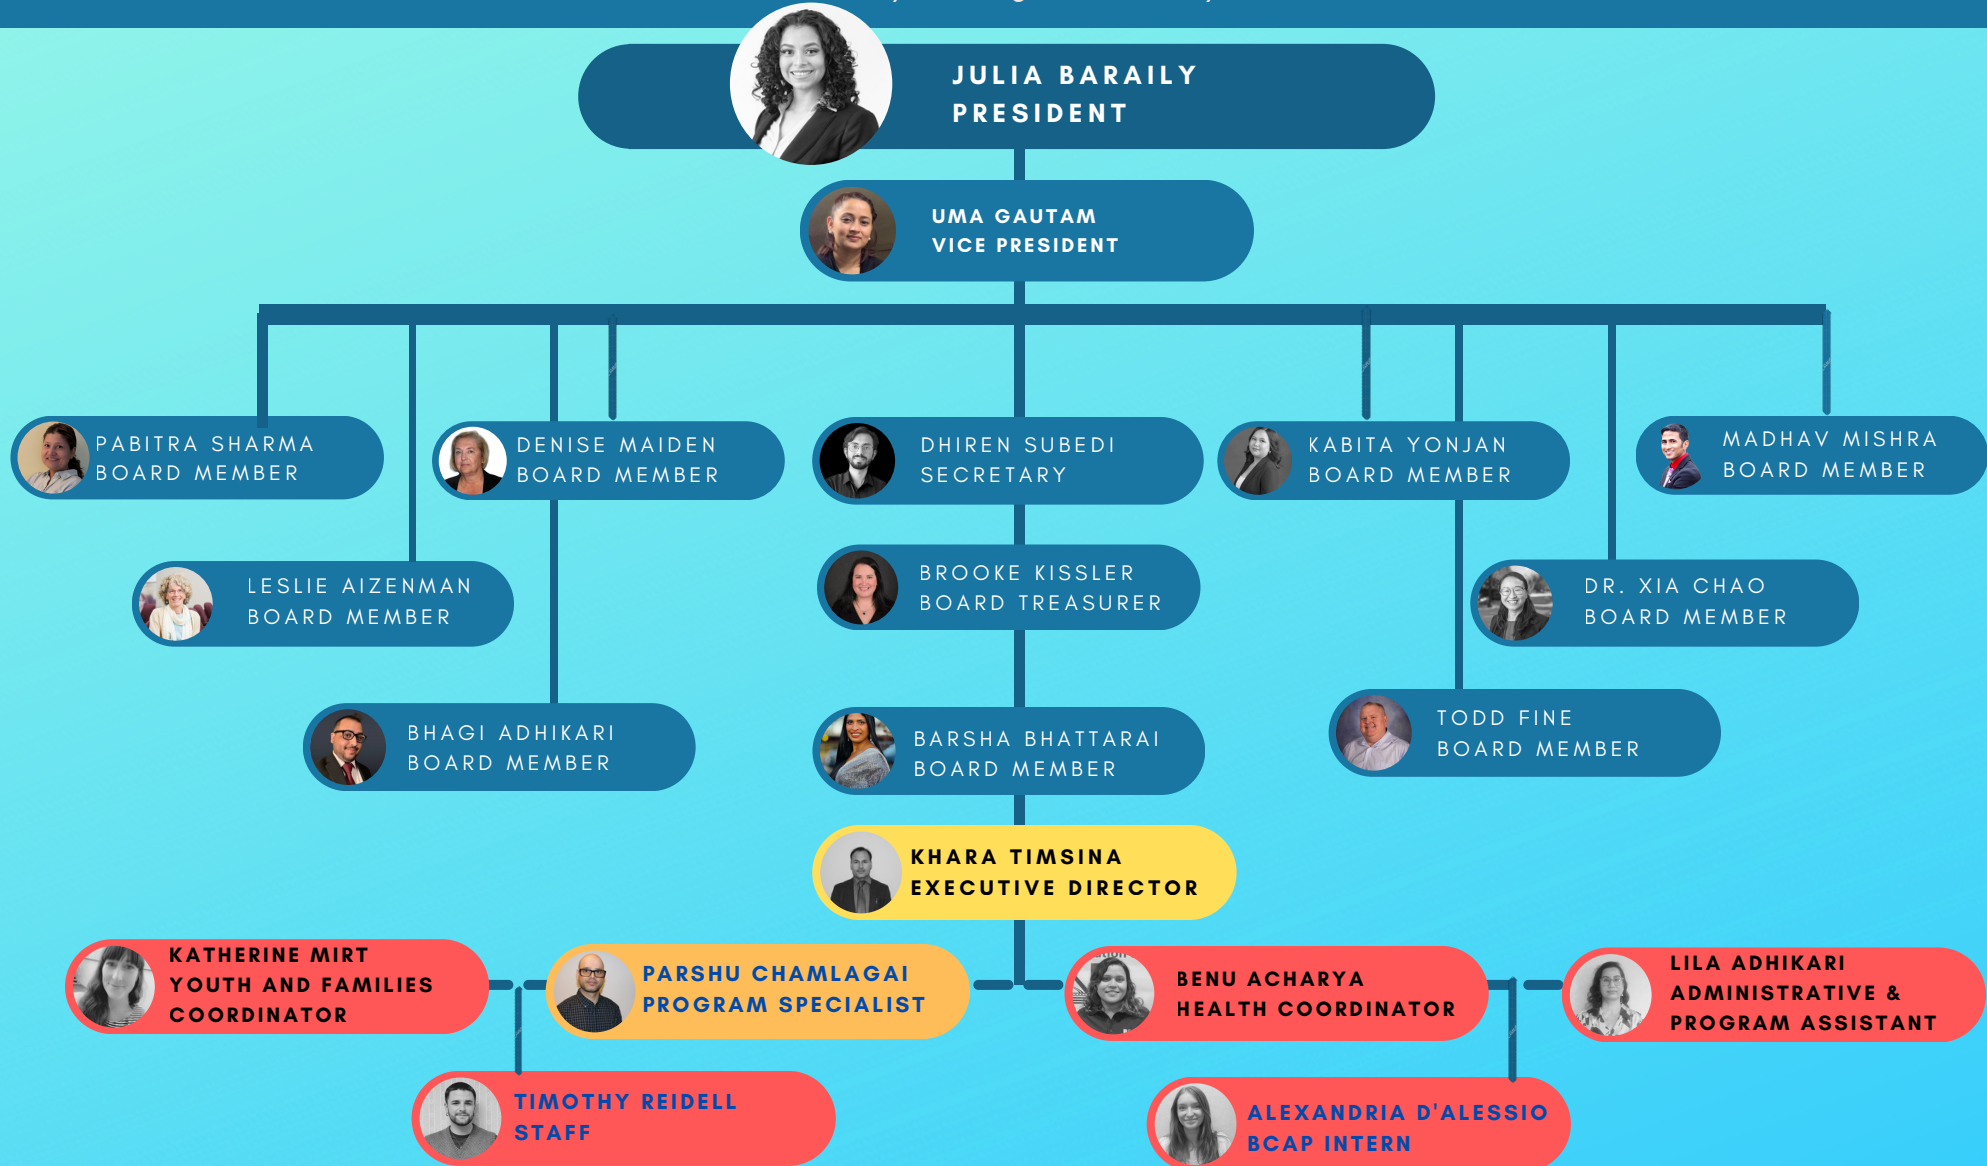 JULIA BARAILY
PRESIDENT
UMA GAUTAM
VICE PRESIDENT
PABITRA SHARMA
BOARD MEMBER
DENISE MAIDEN
BOARD MEMBER
DHIREN SUBEDI
SECRETARY
KABITA YONJAN
BOARD MEMBER
MADHAV MISHRA
BOARD MEMBER
LESLIE AIZENMAN
BOARD MEMBER
BROOKE KISSLER
BOARD TREASURER
DR. XIA CHAO
BOARD MEMBER
BHAGI ADHIKARI
BOARD MEMBER
BARSHA BHATTARAI
BOARD MEMBER
TODD FINE
BOARD MEMBER
KHARA TIMSINA
EXECUTIVE DIRECTOR
KATHERINE MIRT
YOUTH AND FAMILIES
COORDINATOR
PARSHU CHAMLAGAI
PROGRAM SPECIALIST
BENU ACHARYA
HEALTH COORDINATOR
LILA ADHIKARI
ADMINISTRATIVE &
PROGRAM ASSISTANT
TIMOTHY REIDELL
STAFF
ALEXANDRIA D'ALESSIO
BCAP INTERN